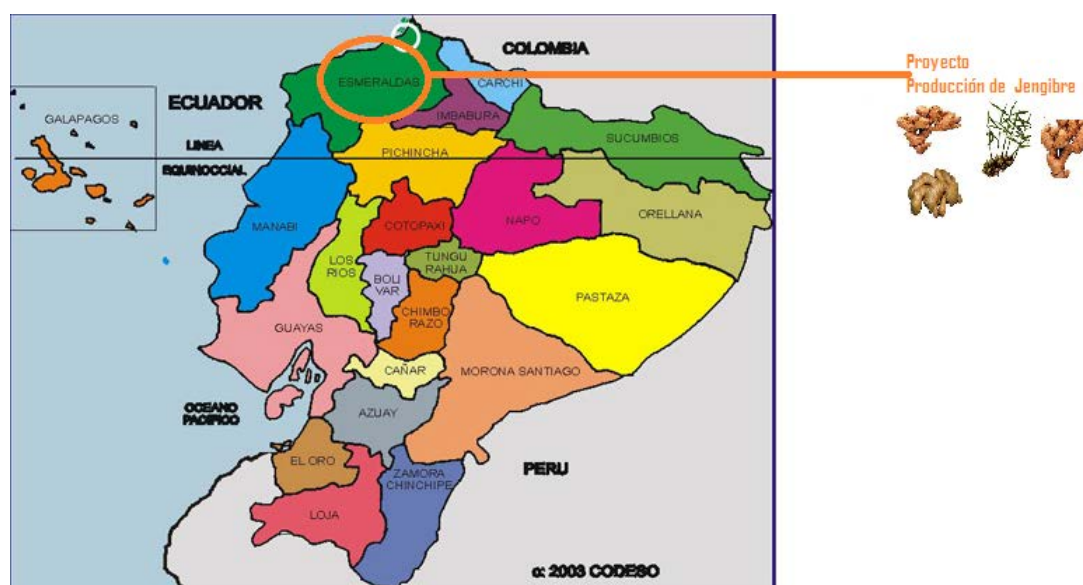 COLOMBIA
Proyecto
Producción de Jengibre
ESMERALDAS
CARCHI
ECUADOR
IMBABURA
GALAPAGOS
SUCUMBIOS
LINEA
EQUINOCCIAL
PICHINCHA
MANABI
COTOPAXI
NAPO
ORELLANA
LOS
RIOS
TUNGU
RAHUA
BOLI
VAR
PASTAZA
CHIMBO
RAZO
GUAYAS
CAÑAR
MORONA SANTIAGO
OCEANO
PACIFICO
AZUAY
EL ORO
ZAMORA
CHINCHIPE
PERU
LOJA
α: 2003 CODESO